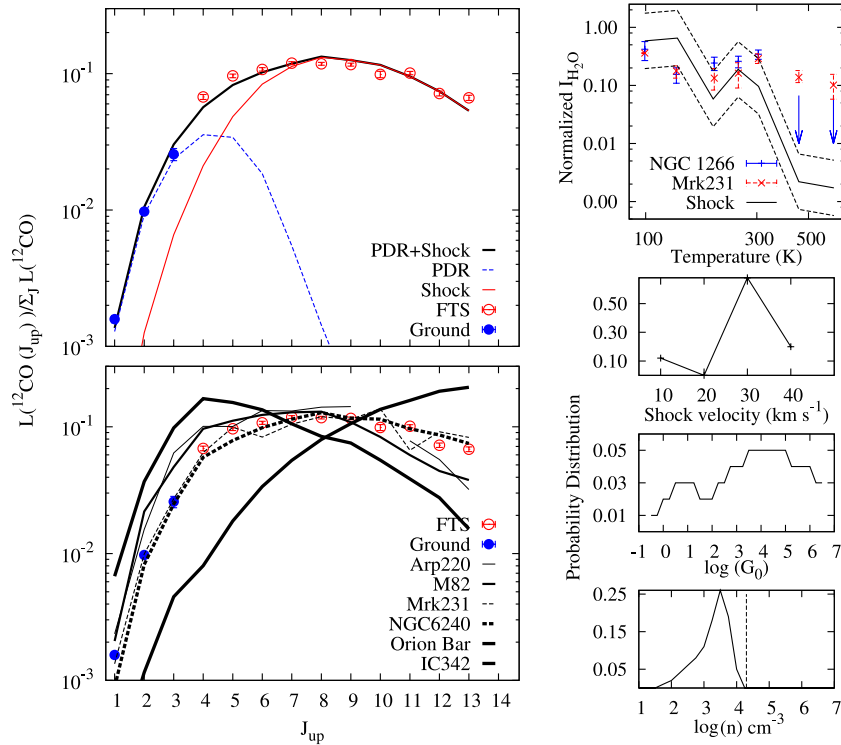 L(¹²CO (J_up) )/Σ_J L(¹²CO)
10⁻¹
10⁻²
10⁻³
PDR+Shock
PDR
Shock
FTS
Ground
10⁻¹
10⁻²
10⁻³
FTS
Ground
Arp220
M82
Mrk231
NGC6240
Orion Bar
IC342
1 2 3 4 5 6 7 8 9 10 11 12 13 14
J_up
Normalized I_H₂O
1.00
0.10
0.01
0.00
NGC 1266
Mrk231
Shock
100 300 500
Temperature (K)
Probability Distribution
0.50
0.30
0.10
10 20 30 40
Shock velocity (km s⁻¹)
0.05
0.03
0.01
-1 0 1 2 3 4 5 6 7
log (G₀)
0.25
0.15
0.05
1 2 3 4 5 6 7
log(n) cm⁻³